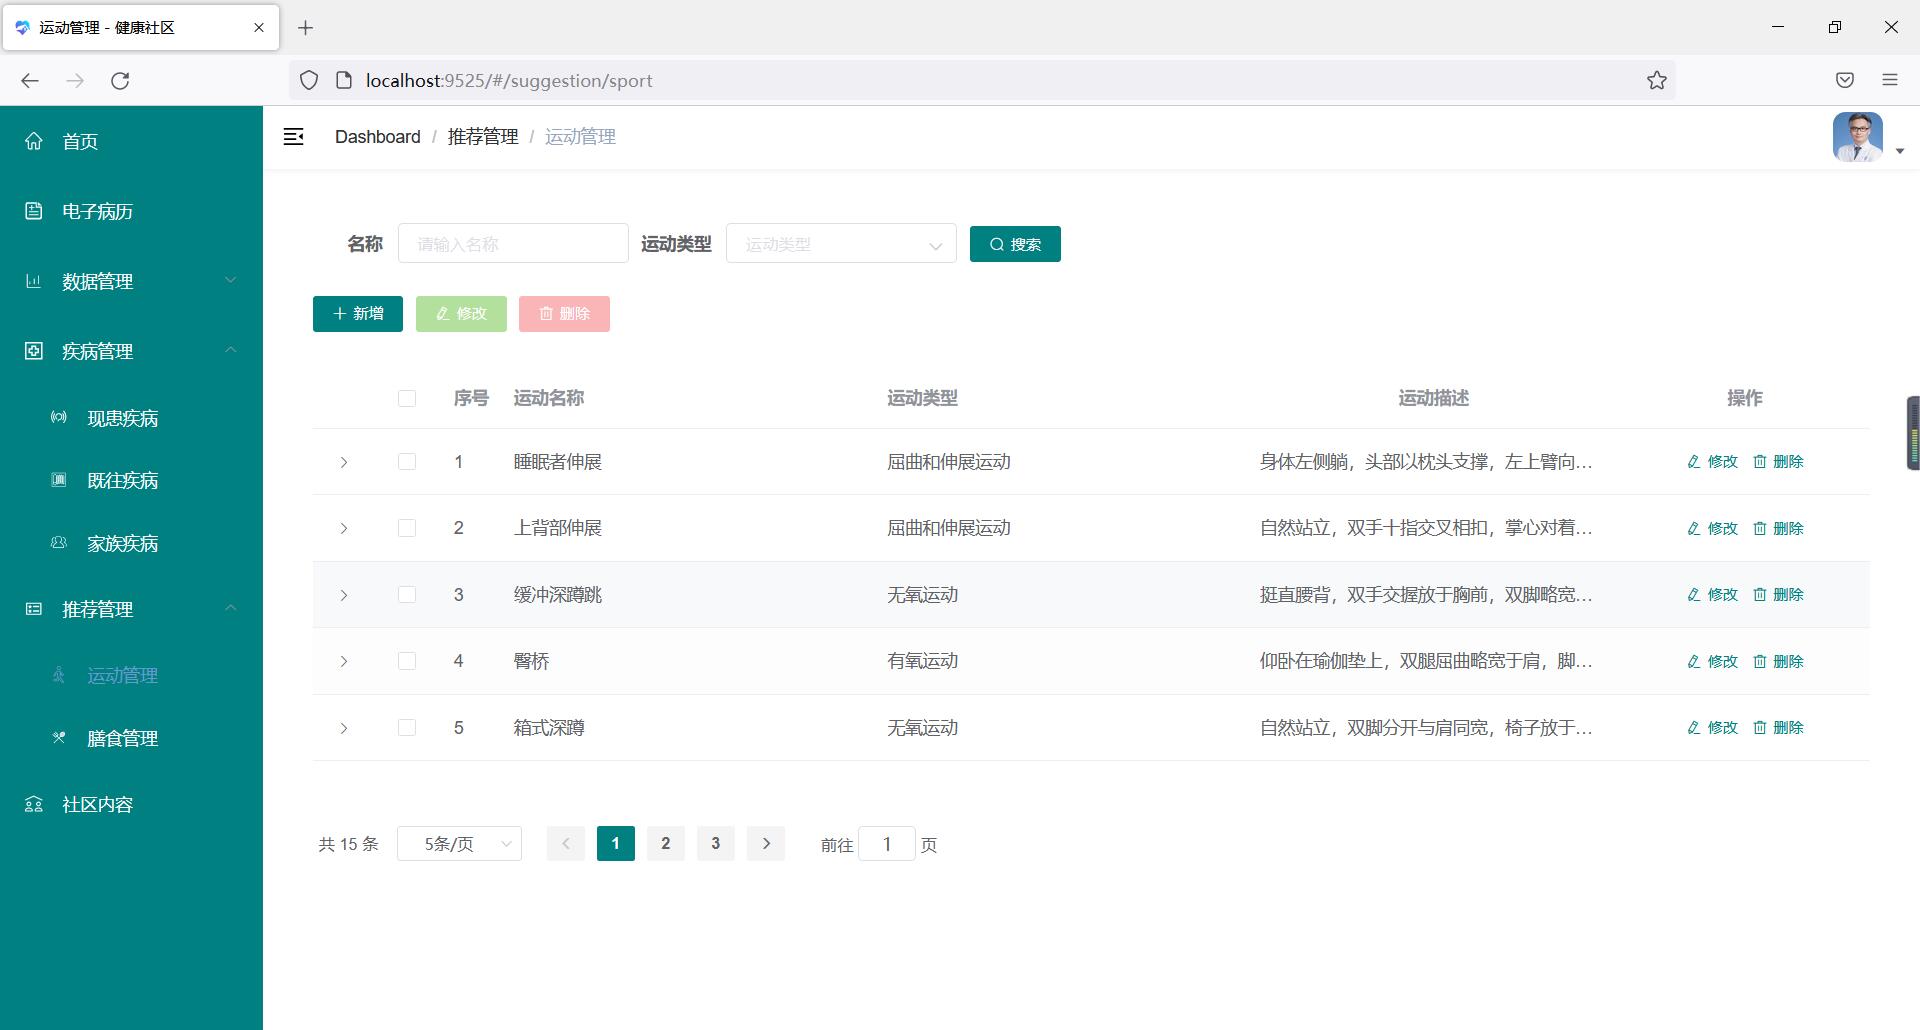 运动管理 - 健康社区
localhost:9525/#/suggestion/sport
首页
电子病历
数据管理
疾病管理
现患疾病
既往疾病
家族疾病
推荐管理
运动管理
膳食管理
社区内容
Dashboard / 推荐管理 / 运动管理
名称 请输入名称 运动类型 运动类型 搜索
新增 修改 删除
序号 运动名称 运动类型 运动描述 操作
1 睡眠者伸展 屈曲和伸展运动 身体左侧躺，头部以枕头支撑，左上臂向... 修改 删除
2 上背部伸展 屈曲和伸展运动 自然站立，双手十指交叉相扣，掌心对着... 修改 删除
3 缓冲深蹲跳 无氧运动 挺直腰背，双手交握放于胸前，双脚略宽... 修改 删除
4 臀桥 有氧运动 仰卧在瑜伽垫上，双腿屈曲略宽于肩，脚... 修改 删除
5 箱式深蹲 无氧运动 自然站立，双脚分开与肩同宽，椅子放于... 修改 删除
共 15 条 5条/页 1 2 3 前往 1 页